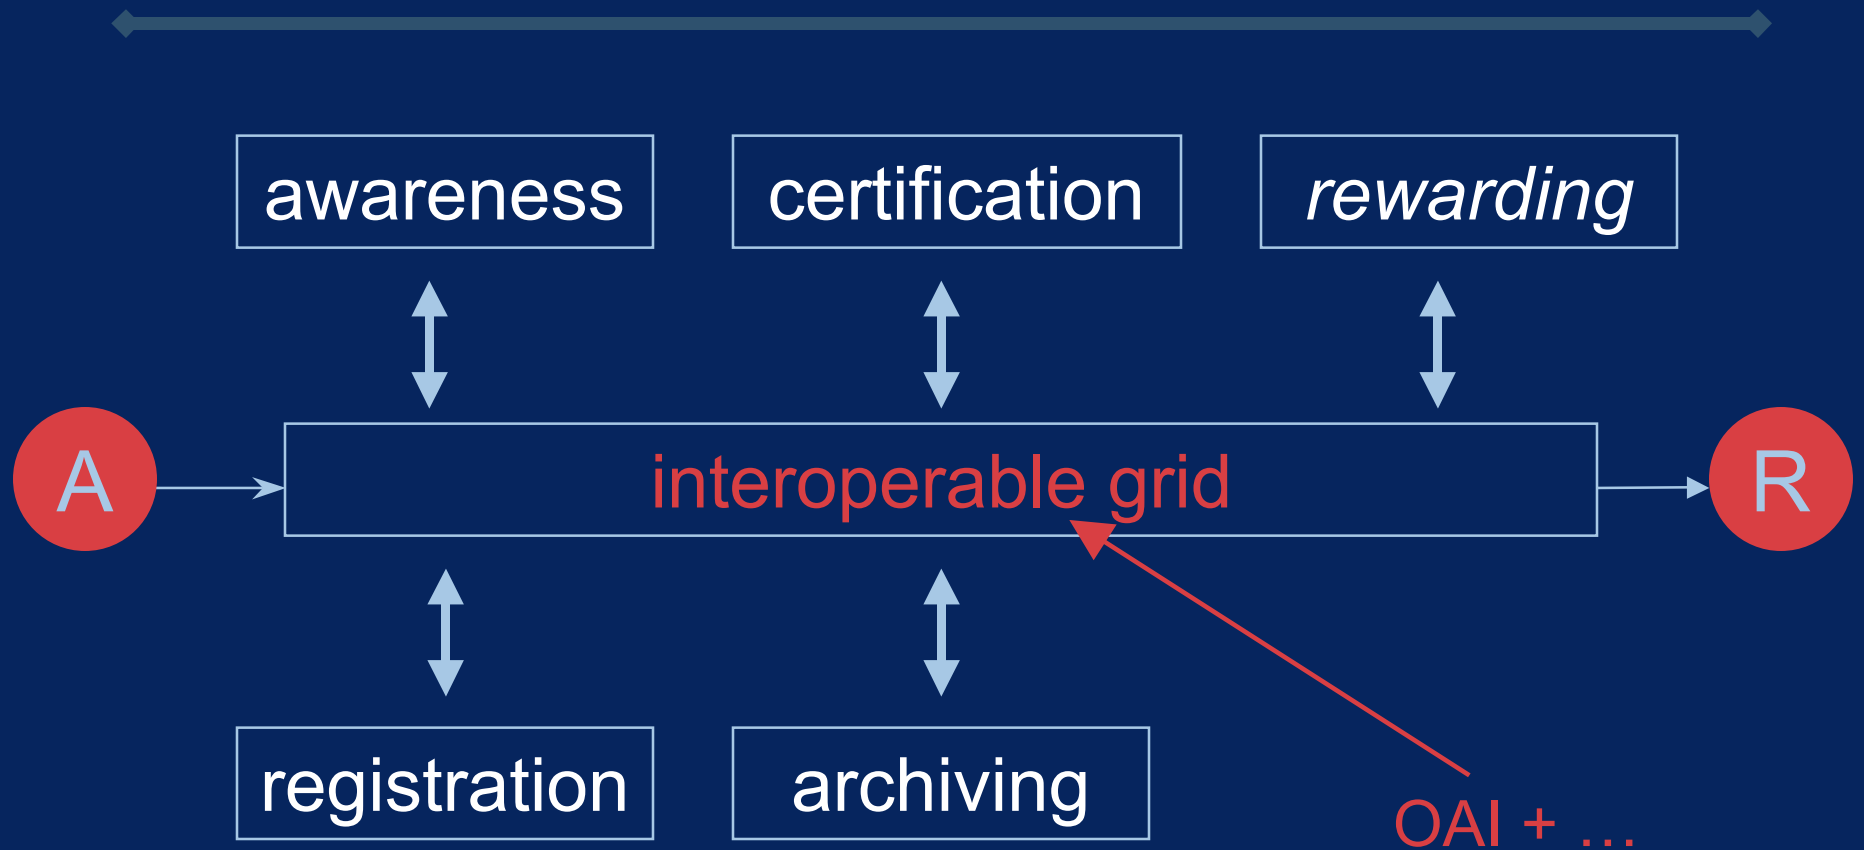 awareness
certification
rewarding
A
interoperable grid
R
registration
archiving
OAI + …